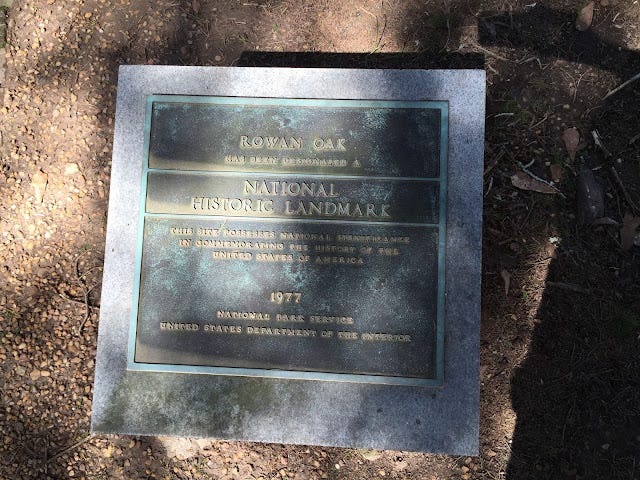 ROWAN OAK
HAS BEEN DESIGNATED A
NATIONAL
HISTORIC LANDMARK
THIS SITE POSSESSES NATIONAL SIGNIFICANCE
IN COMMEMORATING THE HISTORY OF THE
UNITED STATES OF AMERICA
1977
NATIONAL PARK SERVICE
UNITED STATES DEPARTMENT OF THE INTERIOR